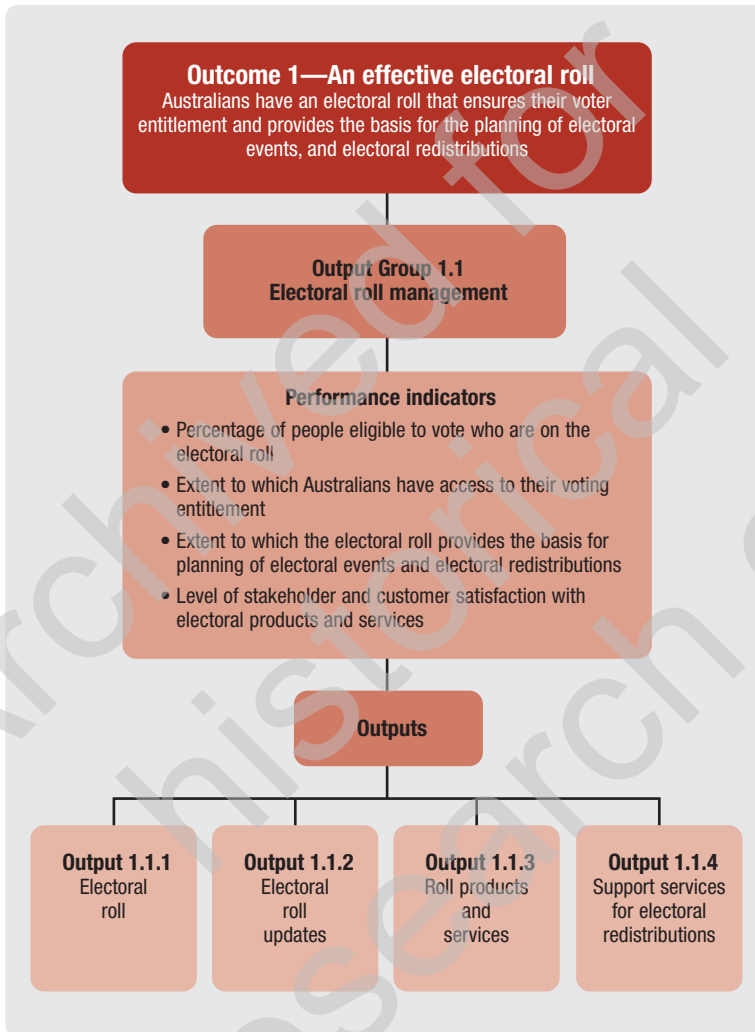 Outcome 1—An effective electoral roll
Australians have an electoral roll that ensures their voter
entitlement and provides the basis for the planning of electoral
events, and electoral redistributions
Output Group 1.1
Electoral roll management
Performance indicators
• Percentage of people eligible to vote who are on the
electoral roll
• Extent to which Australians have access to their voting
entitlement
• Extent to which the electoral roll provides the basis for
planning of electoral events and electoral redistributions
• Level of stakeholder and customer satisfaction with
electoral products and services
Outputs
Output 1.1.1
Electoral
roll
Output 1.1.2
Electoral
roll
updates
Output 1.1.3
Roll products
and
services
Output 1.1.4
Support services
for electoral
redistributions
Archived for
historical
research